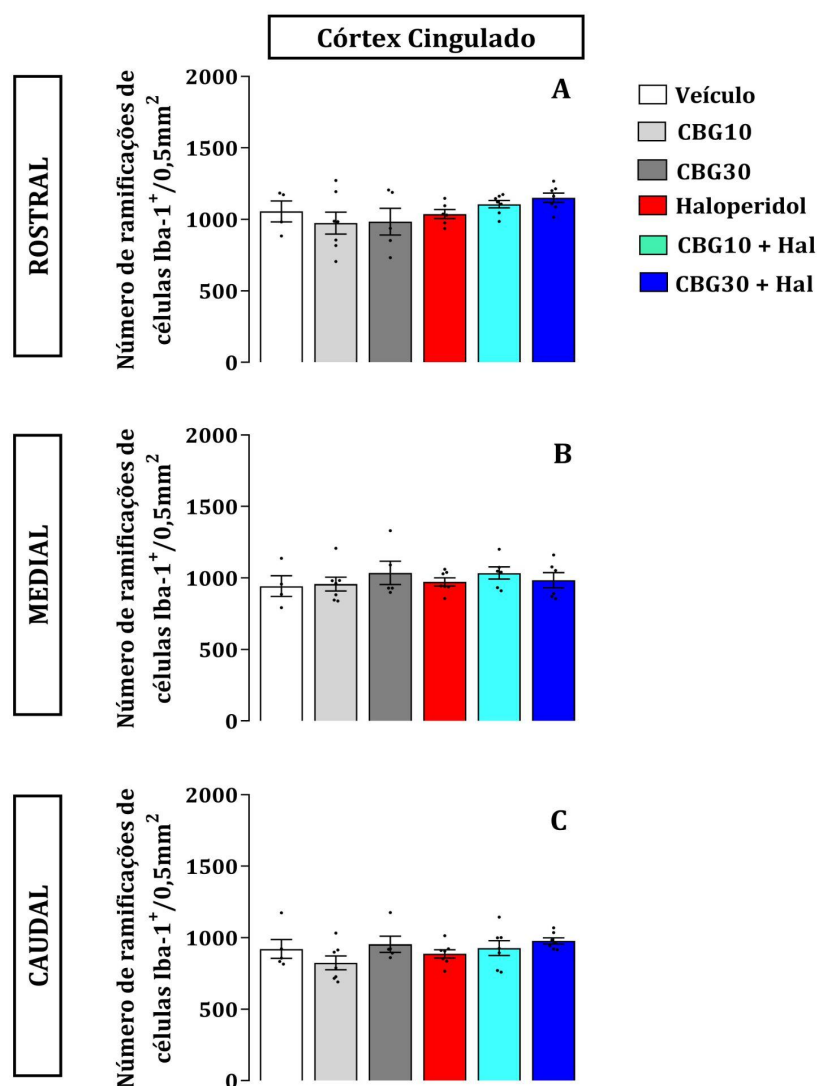 Córtex Cingulado
ROSTRAL
Número de ramificações de
células Iba-1⁺/0,5mm²
2000
1500
1000
500
0
A
Veículo
CBG10
CBG30
Haloperidol
CBG10 + Hal
CBG30 + Hal
MEDIAL
Número de ramificações de
células Iba-1⁺/0,5mm²
2000
1500
1000
500
0
B
CAUDAL
Número de ramificações de
células Iba-1⁺/0,5mm²
2000
1500
1000
500
0
C